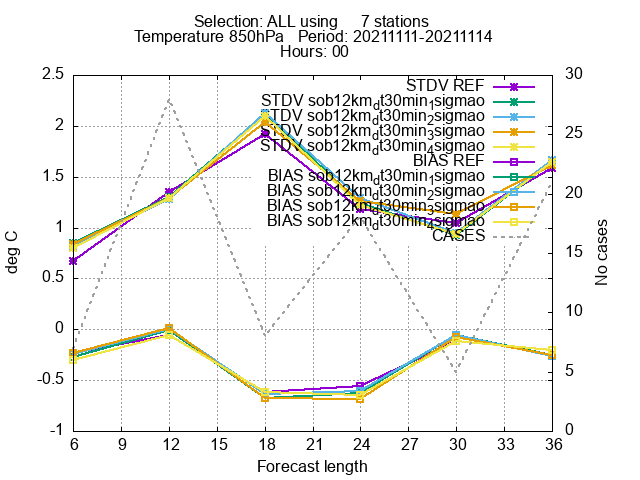 Selection: ALL using 7 stations
Temperature 850hPa Period: 20211111-20211114
Hours: 00
STDV REF
STDV sob12km_dt30min_1sigmao
STDV sob12km_dt30min_2sigmao
STDV sob12km_dt30min_3sigmao
STDV sob12km_dt30min_4sigmao
BIAS REF
BIAS sob12km_dt30min_1sigmao
BIAS sob12km_dt30min_2sigmao
BIAS sob12km_dt30min_3sigmao
BIAS sob12km_dt30min_4sigmao
CASES
deg C
2.5
2
1.5
1
0.5
0
-0.5
-1
No cases
30
25
20
15
10
5
0
6 9 12 15 18 21 24 27 30 33 36
Forecast length